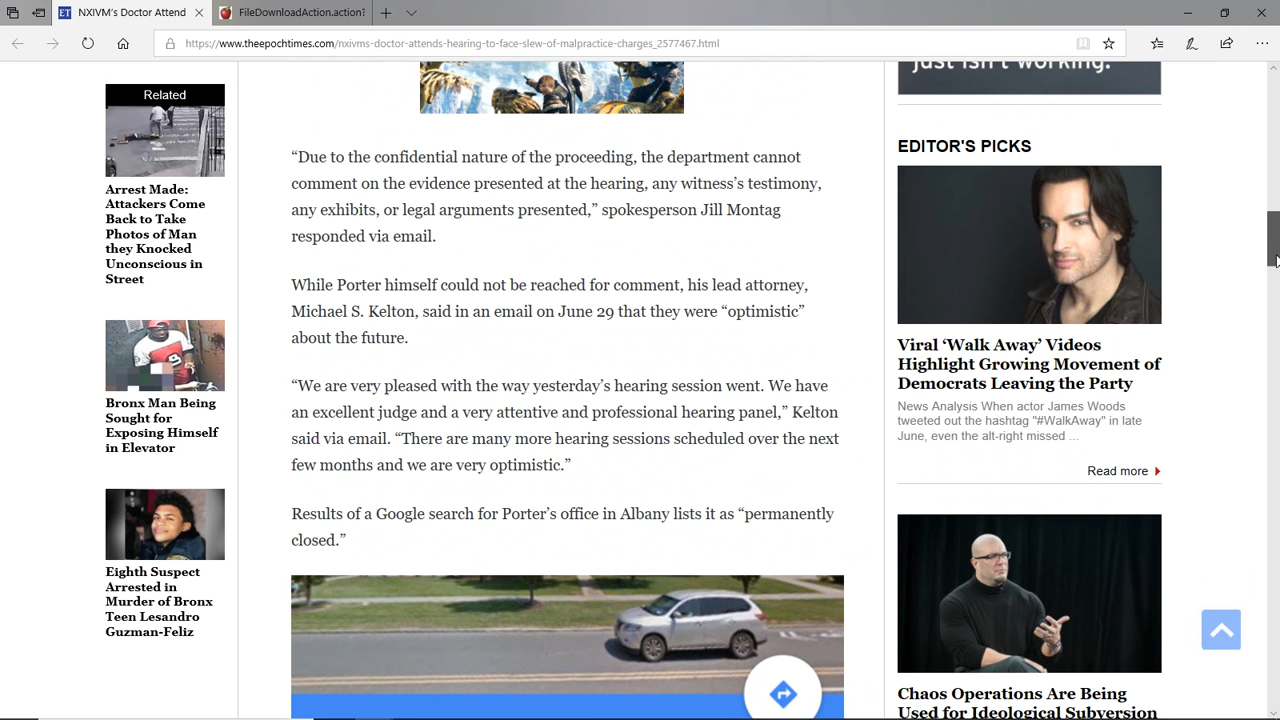 NXIVM's Doctor Attend
FileDownloadAction.action?
https://www.theepochtimes.com/nxivms-doctor-attends-hearing-to-face-slew-of-malpractice-charges_2577467.html
Related
Arrest Made:
Attackers Come
Back to Take
Photos of Man
they Knocked
Unconscious in
Street
Bronx Man Being
Sought for
Exposing Himself
in Elevator
Eighth Suspect
Arrested in
Murder of Bronx
Teen Lesandro
Guzman-Feliz
“Due to the confidential nature of the proceeding, the department cannot
comment on the evidence presented at the hearing, any witness’s testimony,
any exhibits, or legal arguments presented,” spokesperson Jill Montag
responded via email.
While Porter himself could not be reached for comment, his lead attorney,
Michael S. Kelton, said in an email on June 29 that they were “optimistic”
about the future.
“We are very pleased with the way yesterday’s hearing session went. We have
an excellent judge and a very attentive and professional hearing panel,” Kelton
said via email. “There are many more hearing sessions scheduled over the next
few months and we are very optimistic.”
Results of a Google search for Porter’s office in Albany lists it as “permanently
closed.”
just isn't working.
EDITOR'S PICKS
Viral ‘Walk Away’ Videos
Highlight Growing Movement of
Democrats Leaving the Party
News Analysis When actor James Woods
tweeted out the hashtag "#WalkAway" in late
June, even the alt-right missed ...
Read more
Chaos Operations Are Being
Used for Ideological Subversion